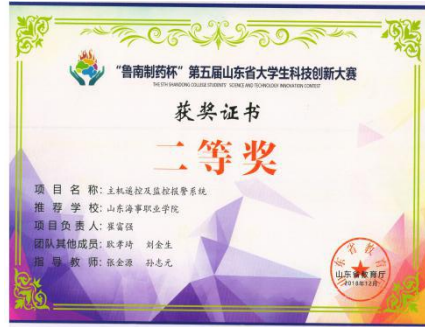 “鲁南制药杯”第五届山东省大学生科技创新大赛
THE 5TH SHANDONG COLLEGE STUDENTS' SCIENCE AND TECHNOLOGY INNOVATION CONTEST
获奖证书
二等奖
项目名称：主机遥控及监控报警系统
推荐学校：山东海事职业学院
项目负责人：崔富强
团队其他成员：耿孝琦 刘金生
指导教师：张金源 孙志元
山东省教育厅
2018年12月